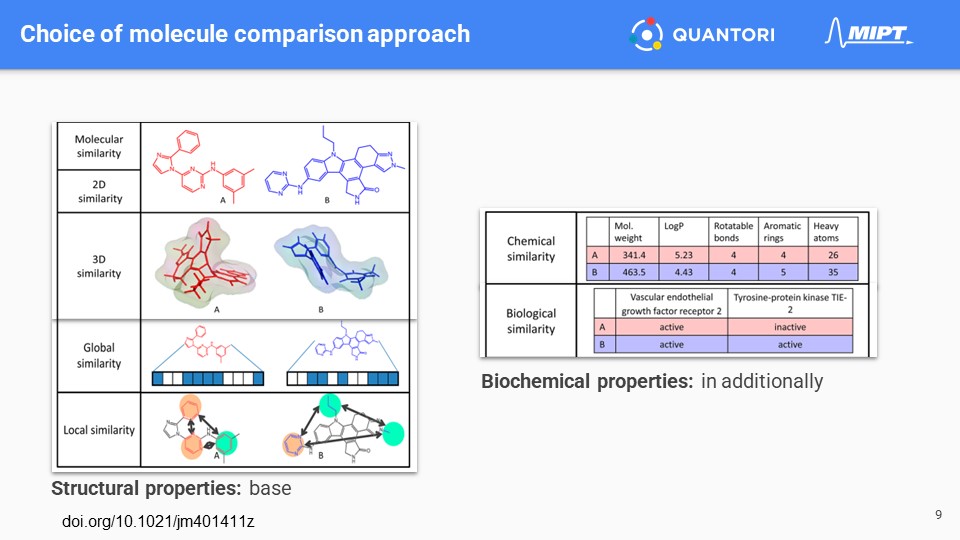 Choice of molecule comparison approach
QUANTORI
MIPT
Molecular
similarity
2D
similarity
A
B
3D
similarity
A
B
Global
similarity
Local similarity
A
B
Structural properties: base
doi.org/10.1021/jm401411z
Chemical
similarity
Mol.
weight
LogP
Rotatable
bonds
Aromatic
rings
Heavy
atoms
A 341.4 5.23 4 4 26
B 463.5 4.43 4 5 35
Biological
similarity
Vascular endothelial
growth factor receptor 2
Tyrosine-protein kinase TIE-
2
A active inactive
B active active
Biochemical properties: in additionally
9